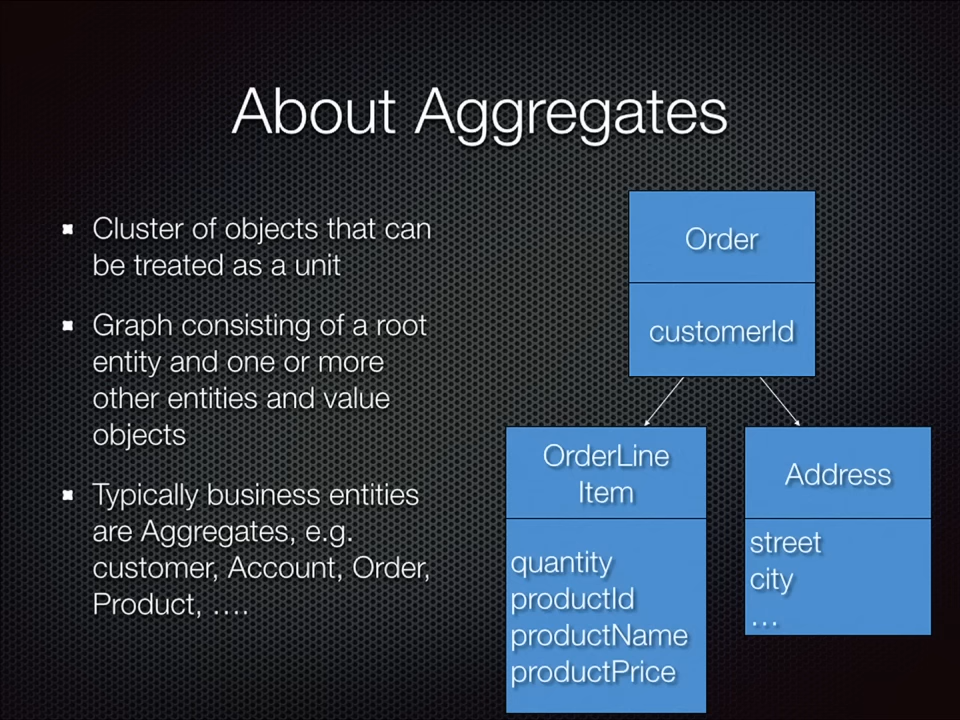 About Aggregates
Cluster of objects that can
be treated as a unit
Graph consisting of a root
entity and one or more
other entities and value
objects
Typically business entities
are Aggregates, e.g.
customer, Account, Order,
Product, ….
Order
customerId
OrderLine
Item
quantity
productId
productName
productPrice
Address
street
city
…